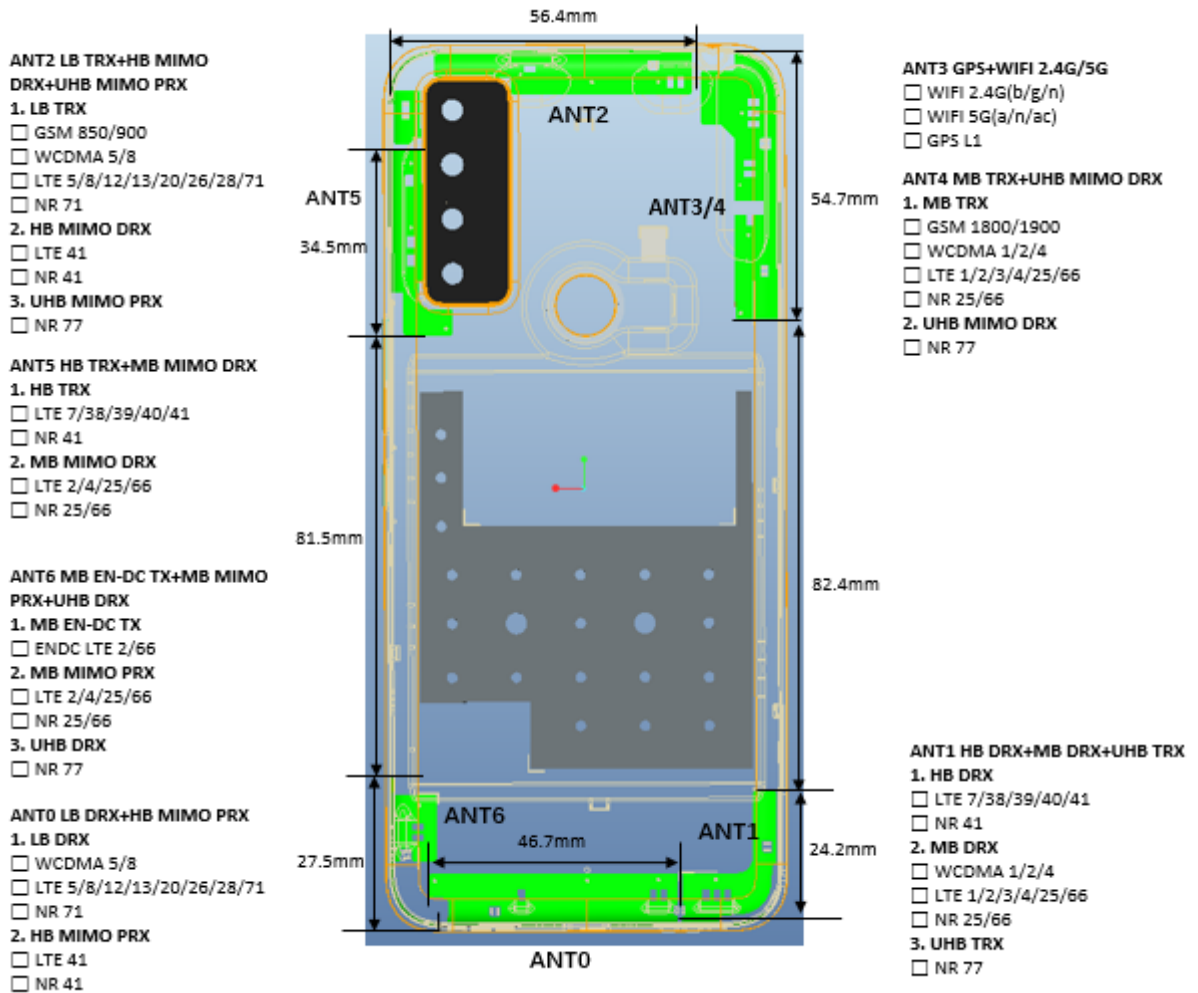 56.4mm
ANT2 LB TRX+HB MIMO
DRX+UHB MIMO PRX
1. LB TRX
☐ GSM 850/900
☐ WCDMA 5/8
☐ LTE 5/8/12/13/20/26/28/71
☐ NR 71
2. HB MIMO DRX
☐ LTE 41
☐ NR 41
3. UHB MIMO PRX
☐ NR 77
ANT5 HB TRX+MB MIMO DRX
1. HB TRX
☐ LTE 7/38/39/40/41
☐ NR 41
2. MB MIMO DRX
☐ LTE 2/4/25/66
☐ NR 25/66
ANT6 MB EN-DC TX+MB MIMO
PRX+UHB DRX
1. MB EN-DC TX
☐ ENDC LTE 2/66
2. MB MIMO PRX
☐ LTE 2/4/25/66
☐ NR 25/66
3. UHB DRX
☐ NR 77
ANT0 LB DRX+HB MIMO PRX
1. LB DRX
☐ WCDMA 5/8
☐ LTE 5/8/12/13/20/26/28/71
☐ NR 71
2. HB MIMO PRX
☐ LTE 41
☐ NR 41
ANT2
ANT5
34.5mm
ANT3/4
54.7mm
81.5mm
82.4mm
ANT6
46.7mm
ANT1
27.5mm
24.2mm
ANT0
ANT3 GPS+WIFI 2.4G/5G
☐ WIFI 2.4G(b/g/n)
☐ WIFI 5G(a/n/ac)
☐ GPS L1
ANT4 MB TRX+UHB MIMO DRX
1. MB TRX
☐ GSM 1800/1900
☐ WCDMA 1/2/4
☐ LTE 1/2/3/4/25/66
☐ NR 25/66
2. UHB MIMO DRX
☐ NR 77
ANT1 HB DRX+MB DRX+UHB TRX
1. HB DRX
☐ LTE 7/38/39/40/41
☐ NR 41
2. MB DRX
☐ WCDMA 1/2/4
☐ LTE 1/2/3/4/25/66
☐ NR 25/66
3. UHB TRX
☐ NR 77